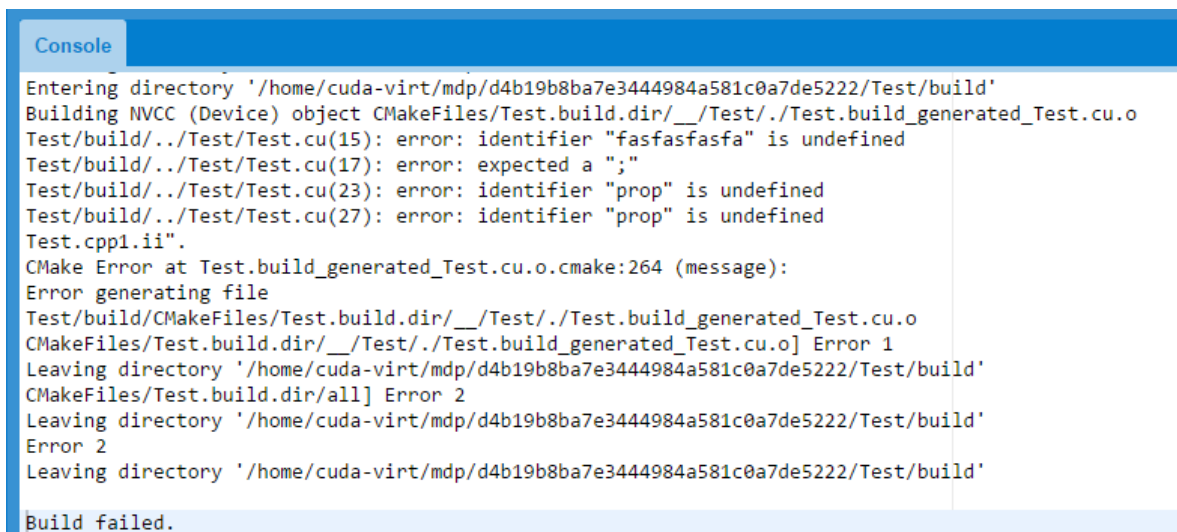 Console
Entering directory '/home/cuda-virt/mdp/d4b19b8ba7e3444984a581c0a7de5222/Test/build'
Building NVCC (Device) object CMakeFiles/Test.build.dir/__/Test/./Test.build_generated_Test.cu.o
Test/build/../Test/Test.cu(15): error: identifier "fasfasfasfa" is undefined
Test/build/../Test/Test.cu(17): error: expected a ";"
Test/build/../Test/Test.cu(23): error: identifier "prop" is undefined
Test/build/../Test/Test.cu(27): error: identifier "prop" is undefined
Test.cpp1.ii".
CMake Error at Test.build_generated_Test.cu.o.cmake:264 (message):
Error generating file
Test/build/CMakeFiles/Test.build.dir/__/Test/./Test.build_generated_Test.cu.o
CMakeFiles/Test.build.dir/__/Test/./Test.build_generated_Test.cu.o] Error 1
Leaving directory '/home/cuda-virt/mdp/d4b19b8ba7e3444984a581c0a7de5222/Test/build'
CMakeFiles/Test.build.dir/all] Error 2
Leaving directory '/home/cuda-virt/mdp/d4b19b8ba7e3444984a581c0a7de5222/Test/build'
Error 2
Leaving directory '/home/cuda-virt/mdp/d4b19b8ba7e3444984a581c0a7de5222/Test/build'
Build failed.